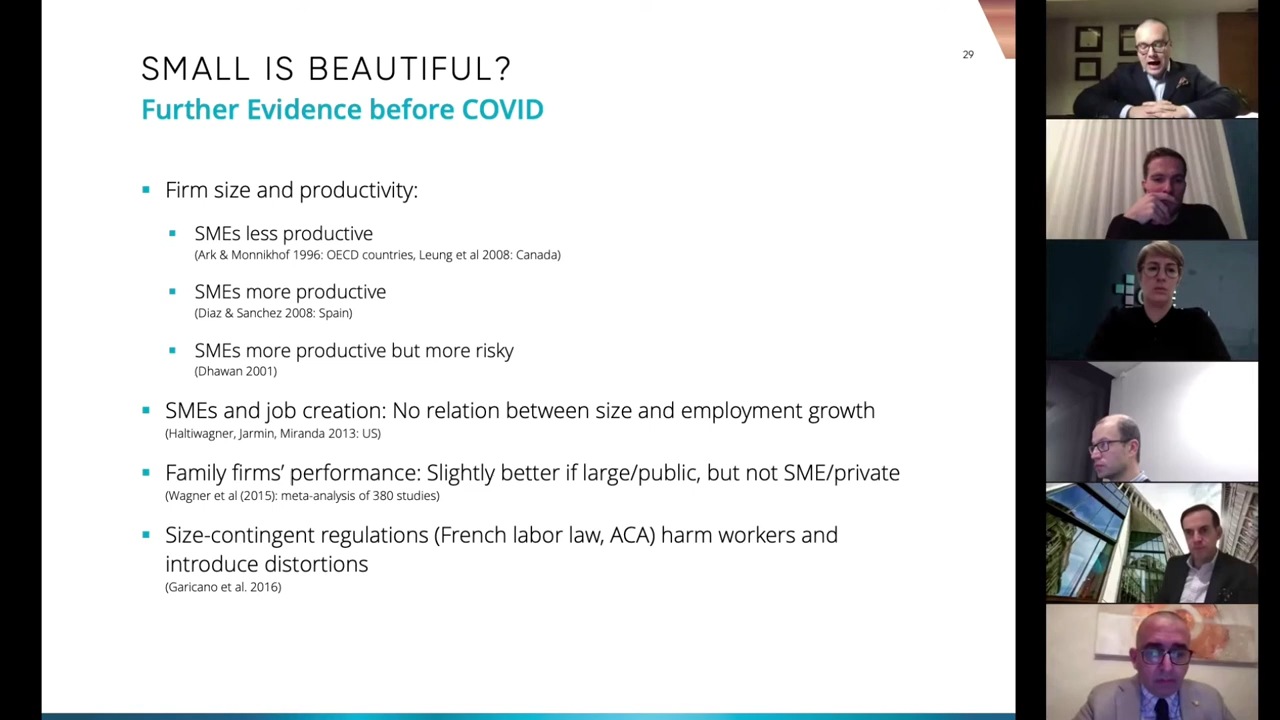 29
SMALL IS BEAUTIFUL?
Further Evidence before COVID
Firm size and productivity:
SMEs less productive
(Ark & Monnikhof 1996: OECD countries, Leung et al 2008: Canada)
SMEs more productive
(Diaz & Sanchez 2008: Spain)
SMEs more productive but more risky
(Dhawan 2001)
SMEs and job creation: No relation between size and employment growth
(Haltiwagner, Jarmin, Miranda 2013: US)
Family firms’ performance: Slightly better if large/public, but not SME/private
(Wagner et al (2015): meta-analysis of 380 studies)
Size-contingent regulations (French labor law, ACA) harm workers and
introduce distortions
(Garicano et al. 2016)